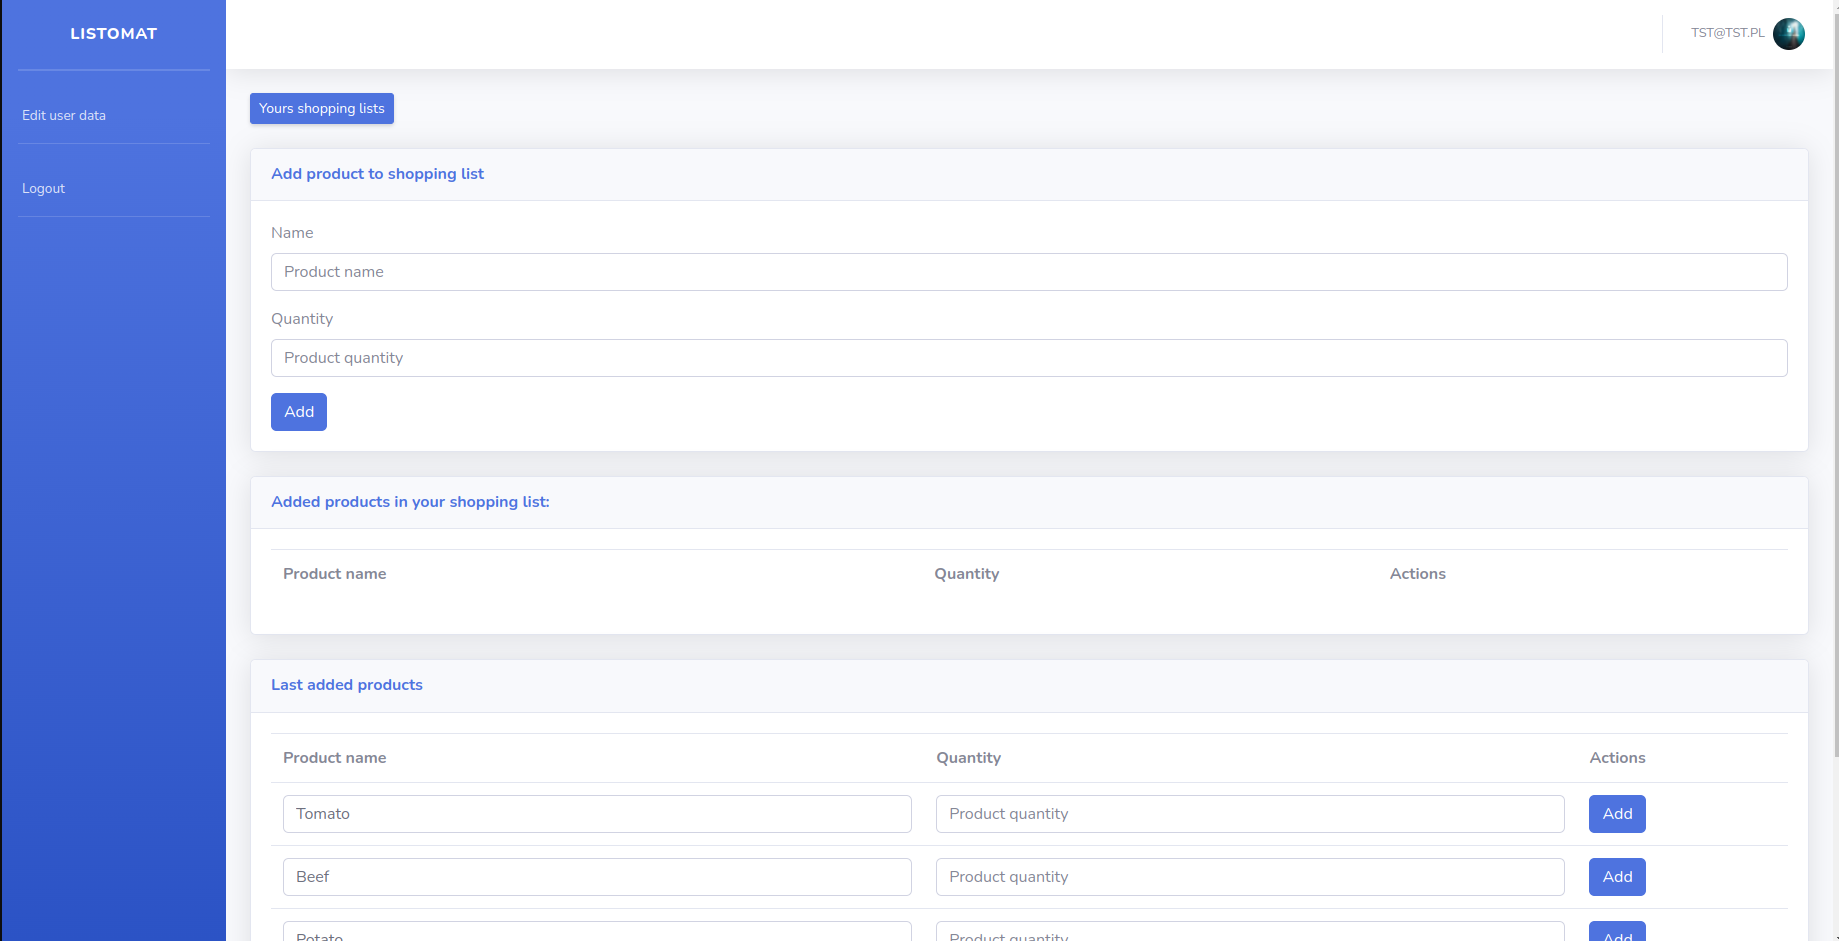 LISTOMAT
TST@TST.PL
Edit user data
Logout
Yours shopping lists
Add product to shopping list
Name
Product name
Quantity
Product quantity
Add
Added products in your shopping list:
Product name Quantity Actions
Last added products
Product name Quantity Actions
Tomato Product quantity Add
Beef Product quantity Add
Potato Product quantity Add